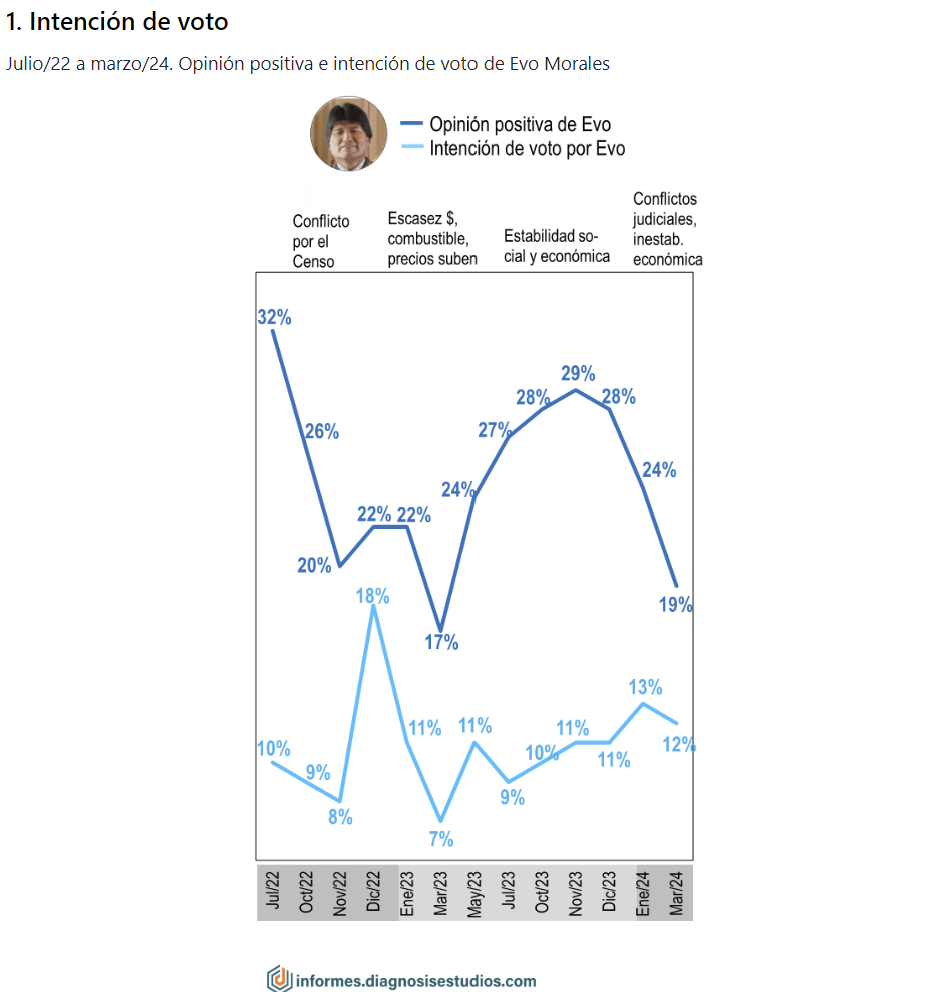 1. Intención de voto
Julio/22 a marzo/24. Opinión positiva e intención de voto de Evo Morales
Opinión positiva de Evo
Intención de voto por Evo
Conflicto
por el
Censo
Escasez $,
combustible,
precios suben
Estabilidad so-
cial y económica
Conflictos
judiciales,
inestab.
económica
32%
26%
20%
22%
22%
17%
24%
27%
28%
29%
28%
24%
19%
10%
9%
8%
18%
11%
7%
11%
9%
10%
11%
11%
13%
12%
Jul/22
Oct/22
Nov/22
Dic/22
Ene/23
Mar/23
May/23
Jul/23
Oct/23
Nov/23
Dic/23
Ene/24
Mar/24
informes.diagnosisestudios.com